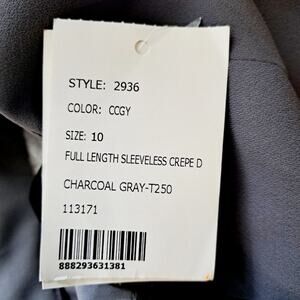 STYLE: 2936
COLOR: CCGY
SIZE: 10
FULL LENGTH SLEEVELESS CREPE D
CHARCOAL GRAY-T250
113171
888293631381